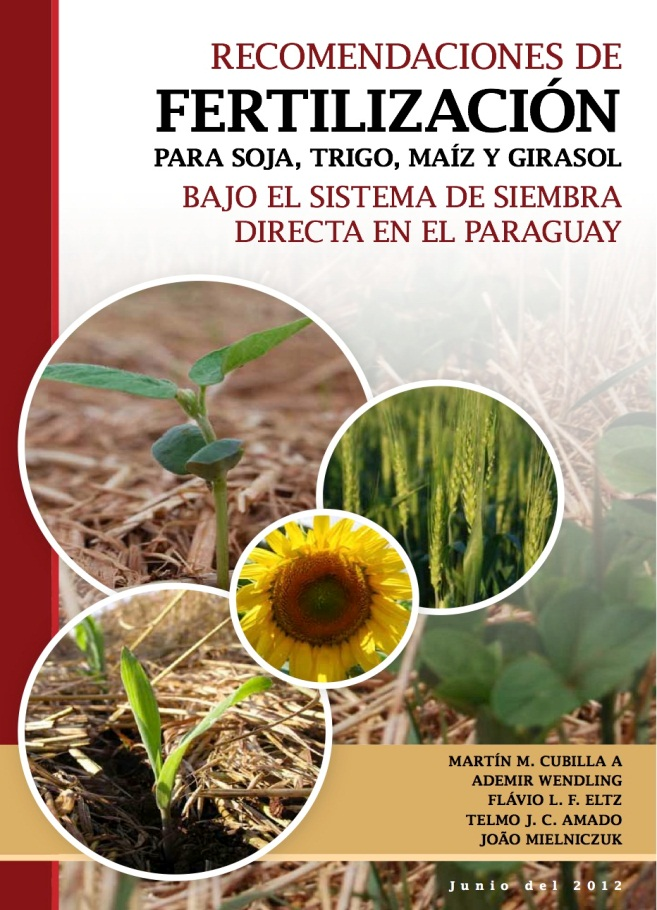 RECOMENDACIONES DE
FERTILIZACIÓN
PARA SOJA, TRIGO, MAÍZ Y GIRASOL
BAJO EL SISTEMA DE SIEMBRA
DIRECTA EN EL PARAGUAY
MARTÍN M. CUBILLA A
ADEMIR WENDLING
FLÁVIO L. F. ELTZ
TELMO J. C. AMADO
JOÃO MIELNICZUK
Junio del 2012